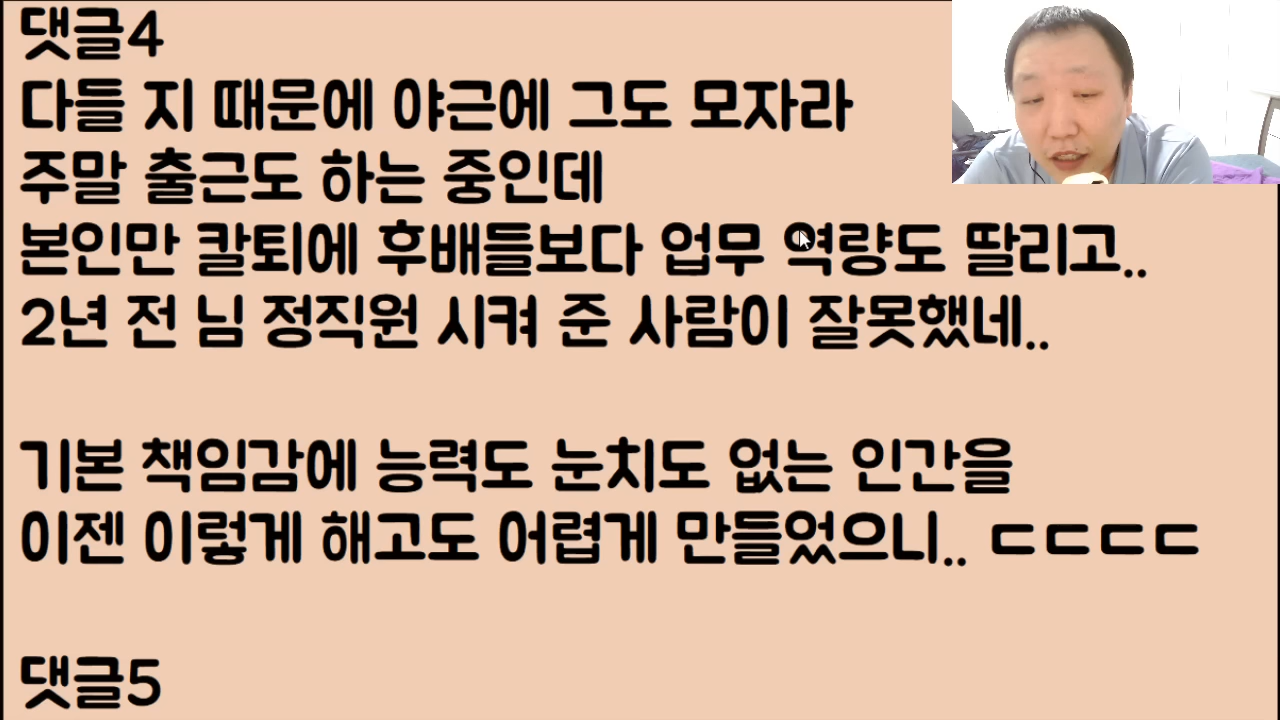 댓글4
다들 지 때문에 야근에 그도 모자라
주말 출근도 하는 중인데
본인만 칼퇴에 후배들보다 업무 역량도 딸리고..
2년 전 님 정직원 시켜 준 사람이 잘못했네..
기본 책임감에 능력도 눈치도 없는 인간을
이젠 이렇게 해고도 어렵게 만들었으니.. ㄷㄷㄷㄷ
댓글5